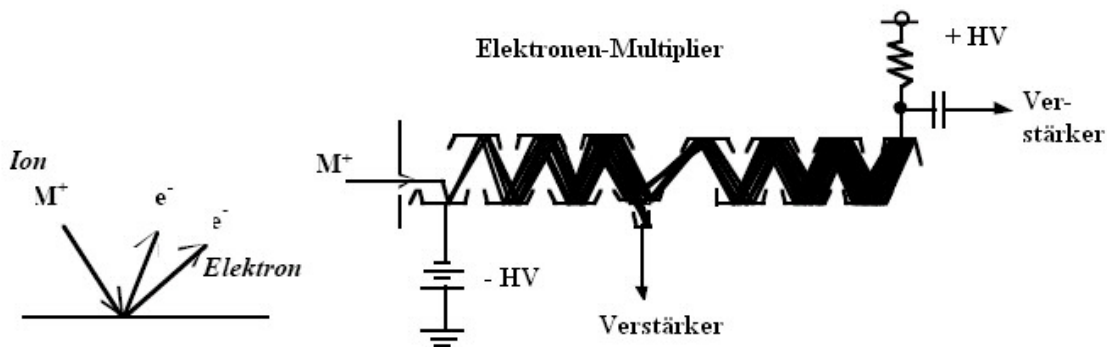 Elektronen-Multiplier
+ HV
Ver-
stärker
M+
Ion
M+
e-
e-
Elektron
- HV
Verstärker